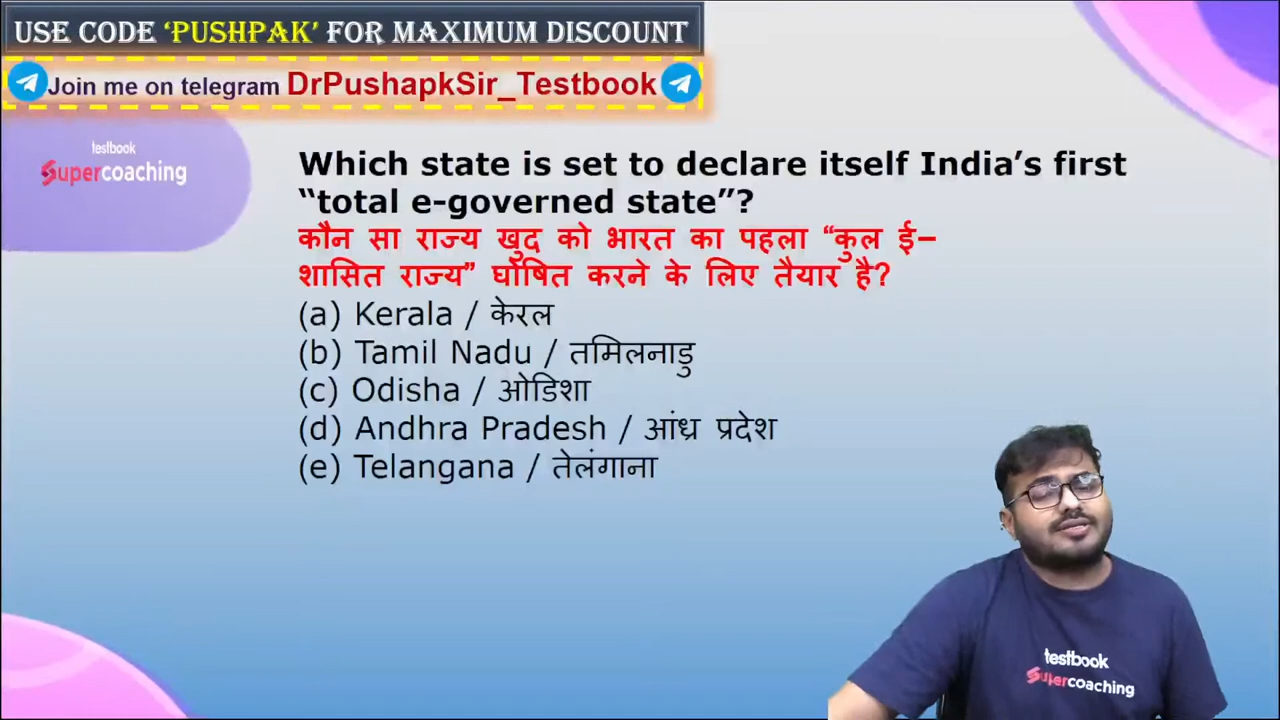 USE CODE ‘PUSHPAK’ FOR MAXIMUM DISCOUNT
Join me on telegram DrPushapkSir_Testbook
testbook
Supercoaching
Which state is set to declare itself India’s first
“total e-governed state”?
कौन सा राज्य खुद को भारत का पहला “कुल ई–
शासित राज्य” घोषित करने के लिए तैयार है?
(a) Kerala / केरल
(b) Tamil Nadu / तमिलनाडु
(c) Odisha / ओडिशा
(d) Andhra Pradesh / आंध्र प्रदेश
(e) Telangana / तेलंगाना
testbook
Supercoaching